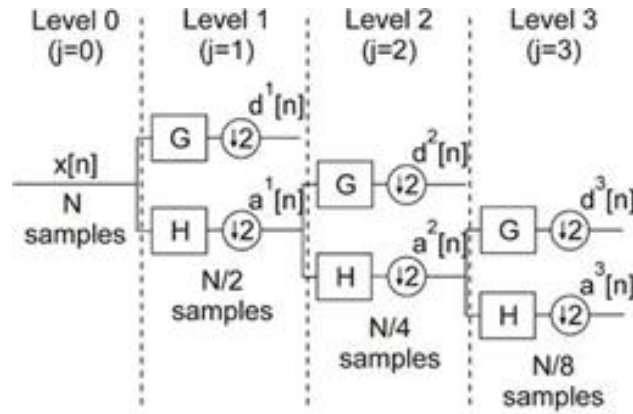 Level 0
(j=0)
Level 1
(j=1)
Level 2
(j=2)
Level 3
(j=3)
x[n]
N
samples
G
↓2
d¹[n]
H
↓2
a¹[n]
N/2
samples
G
↓2
d²[n]
H
↓2
a²[n]
N/4
samples
G
↓2
d³[n]
H
↓2
a³[n]
N/8
samples